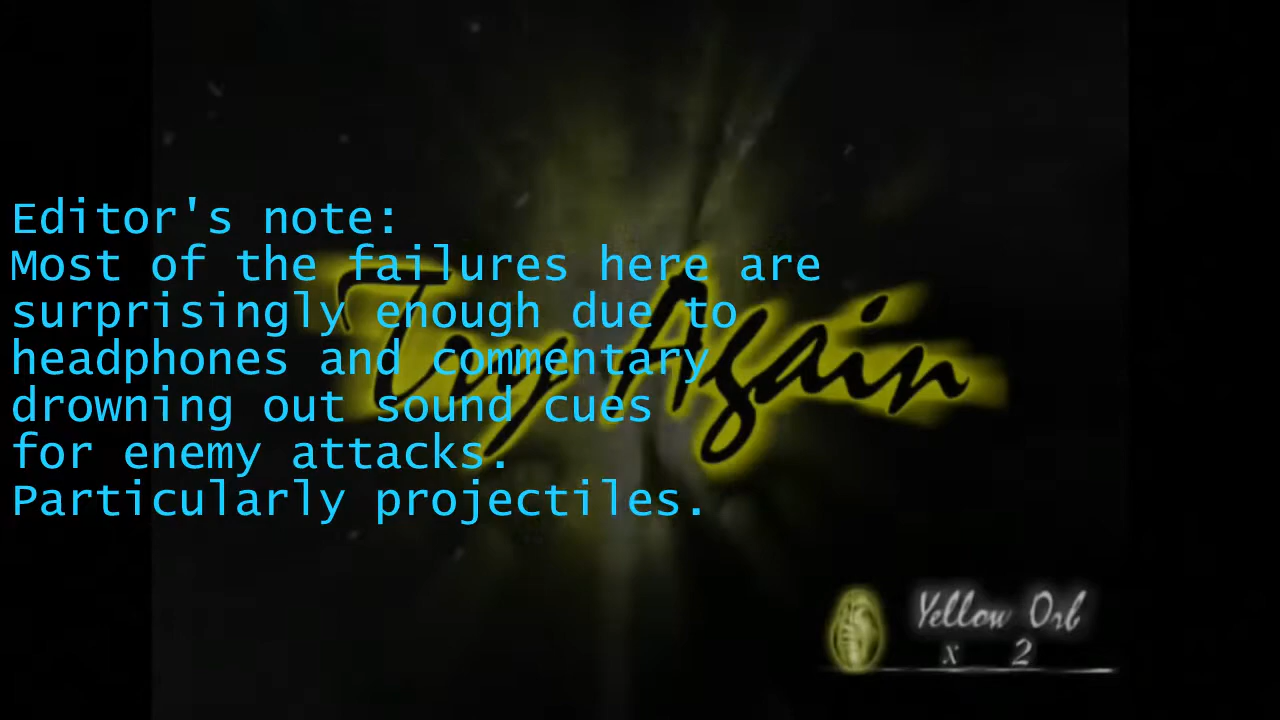 Editor's note:
Most of the failures here are
surprisingly enough due to
headphones and commentary
drowning out sound cues
for enemy attacks.
Particularly projectiles.
Try Again
Yellow Orb
x 2